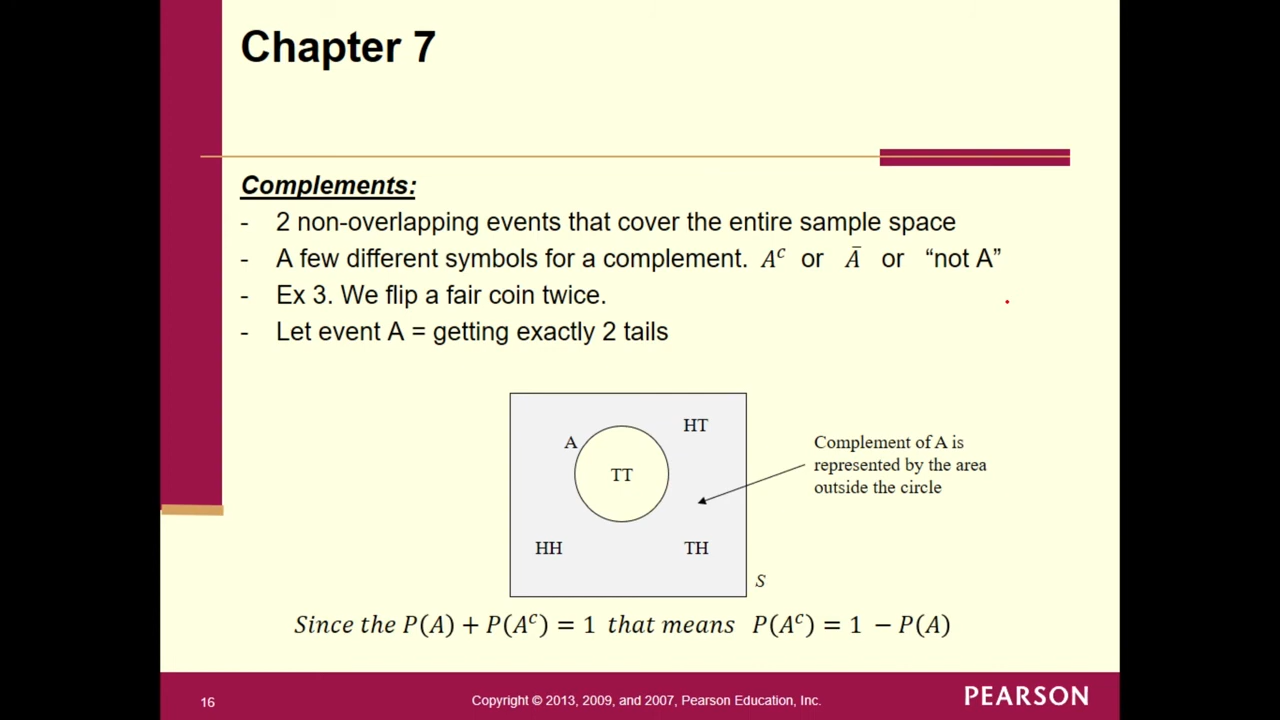 Chapter 7
Complements:
- 2 non-overlapping events that cover the entire sample space
- A few different symbols for a complement. Aᶜ or Ā or “not A”
- Ex 3. We flip a fair coin twice.
- Let event A = getting exactly 2 tails
A
HT
TT
Complement of A is
represented by the area
outside the circle
HH
TH
S
Since the P(A) + P(Aᶜ) = 1 that means P(Aᶜ) = 1 − P(A)
16
Copyright © 2013, 2009, and 2007, Pearson Education, Inc.
PEARSON